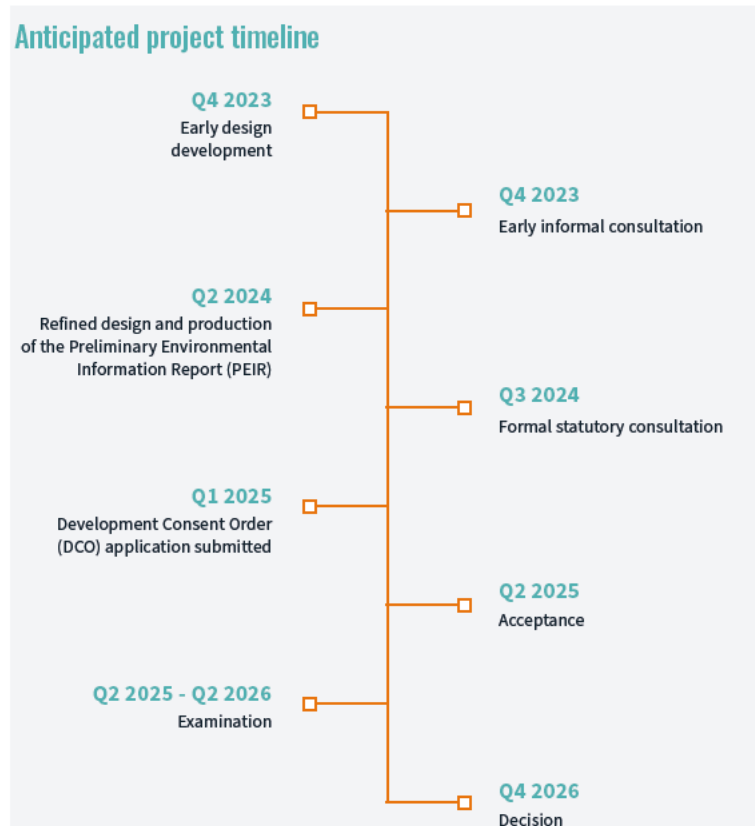 Anticipated project timeline
Q4 2023
Early design
development
Q4 2023
Early informal consultation
Q2 2024
Refined design and production
of the Preliminary Environmental
Information Report (PEIR)
Q3 2024
Formal statutory consultation
Q1 2025
Development Consent Order
(DCO) application submitted
Q2 2025
Acceptance
Q2 2025 - Q2 2026
Examination
Q4 2026
Decision